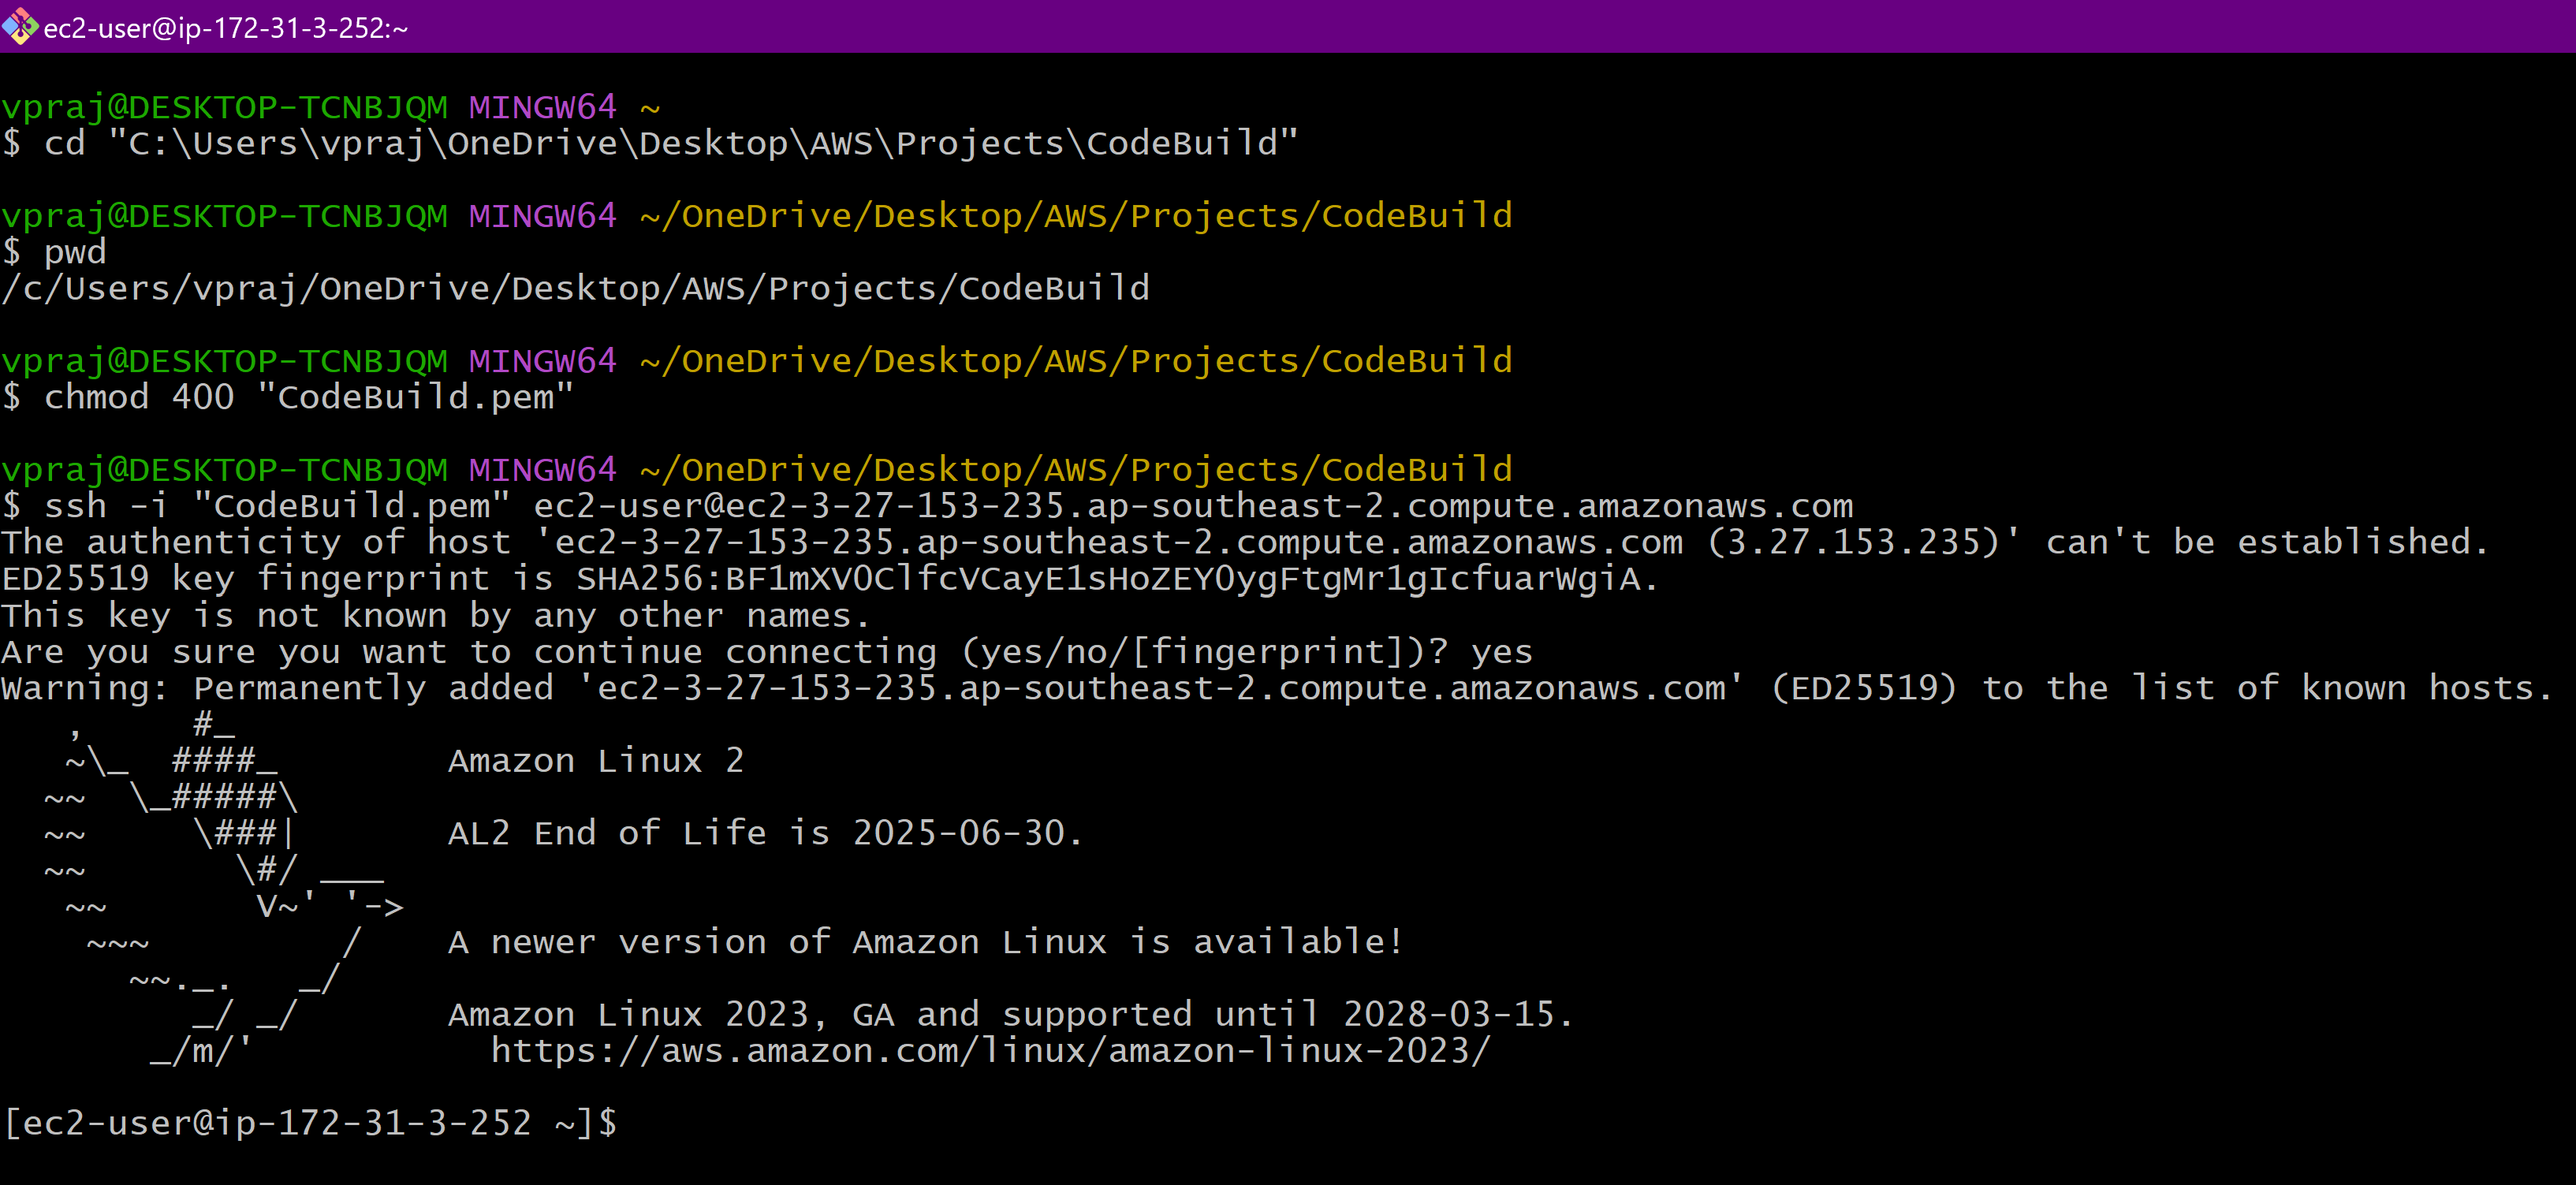 ec2-user@ip-172-31-3-252:~
vpraj@DESKTOP-TCNBJQM MINGW64 ~
$ cd "C:\Users\vpraj\OneDrive\Desktop\AWS\Projects\CodeBuild"
vpraj@DESKTOP-TCNBJQM MINGW64 ~/OneDrive/Desktop/AWS/Projects/CodeBuild
$ pwd
/c/Users/vpraj/OneDrive/Desktop/AWS/Projects/CodeBuild
vpraj@DESKTOP-TCNBJQM MINGW64 ~/OneDrive/Desktop/AWS/Projects/CodeBuild
$ chmod 400 "CodeBuild.pem"
vpraj@DESKTOP-TCNBJQM MINGW64 ~/OneDrive/Desktop/AWS/Projects/CodeBuild
$ ssh -i "CodeBuild.pem" ec2-user@ec2-3-27-153-235.ap-southeast-2.compute.amazonaws.com
The authenticity of host 'ec2-3-27-153-235.ap-southeast-2.compute.amazonaws.com (3.27.153.235)' can't be established.
ED25519 key fingerprint is SHA256:BF1mXV0ClfcVCayE1sHoZEY0ygFtgMr1gIcfuarWgiA.
This key is not known by any other names.
Are you sure you want to continue connecting (yes/no/[fingerprint])? yes
Warning: Permanently added 'ec2-3-27-153-235.ap-southeast-2.compute.amazonaws.com' (ED25519) to the list of known hosts.
   ,     #_
   ~\_  ####_        Amazon Linux 2
  ~~  \_#####\
  ~~     \###|       AL2 End of Life is 2025-06-30.
  ~~       \#/ ___
   ~~       V~' '->
    ~~~         /    A newer version of Amazon Linux is available!
      ~~._.   _/
         _/ _/       Amazon Linux 2023, GA and supported until 2028-03-15.
       _/m/'           https://aws.amazon.com/linux/amazon-linux-2023/
[ec2-user@ip-172-31-3-252 ~]$